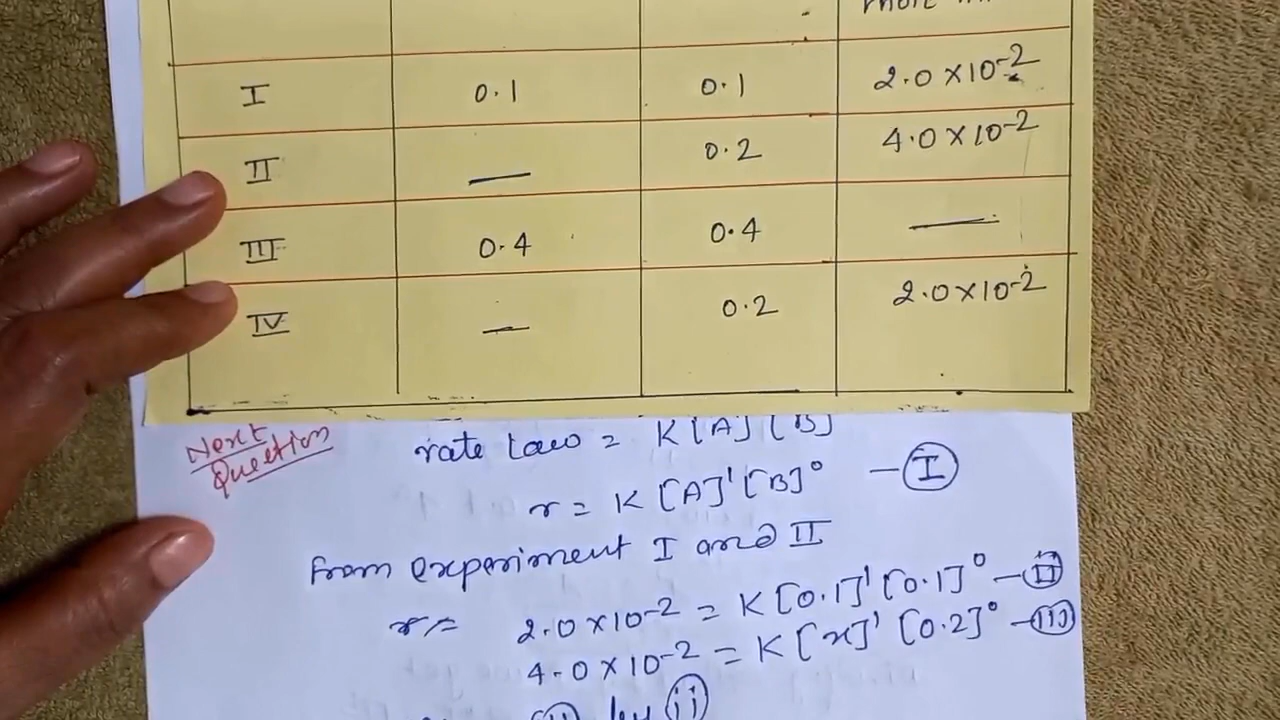 I 0.1 0.1 2.0 × 10⁻²
II — 0.2 4.0 × 10⁻²
III 0.4 0.4 —
IV — 0.2 2.0 × 10⁻²
Next
Question
rate law = K [A] [B]
r = K [A]¹ [B]⁰ — I
From experiment I and II
r = 2.0 × 10⁻² = K [0.1]¹ [0.1]⁰ — II
4.0 × 10⁻² = K [x]¹ [0.2]⁰ — III
by ii